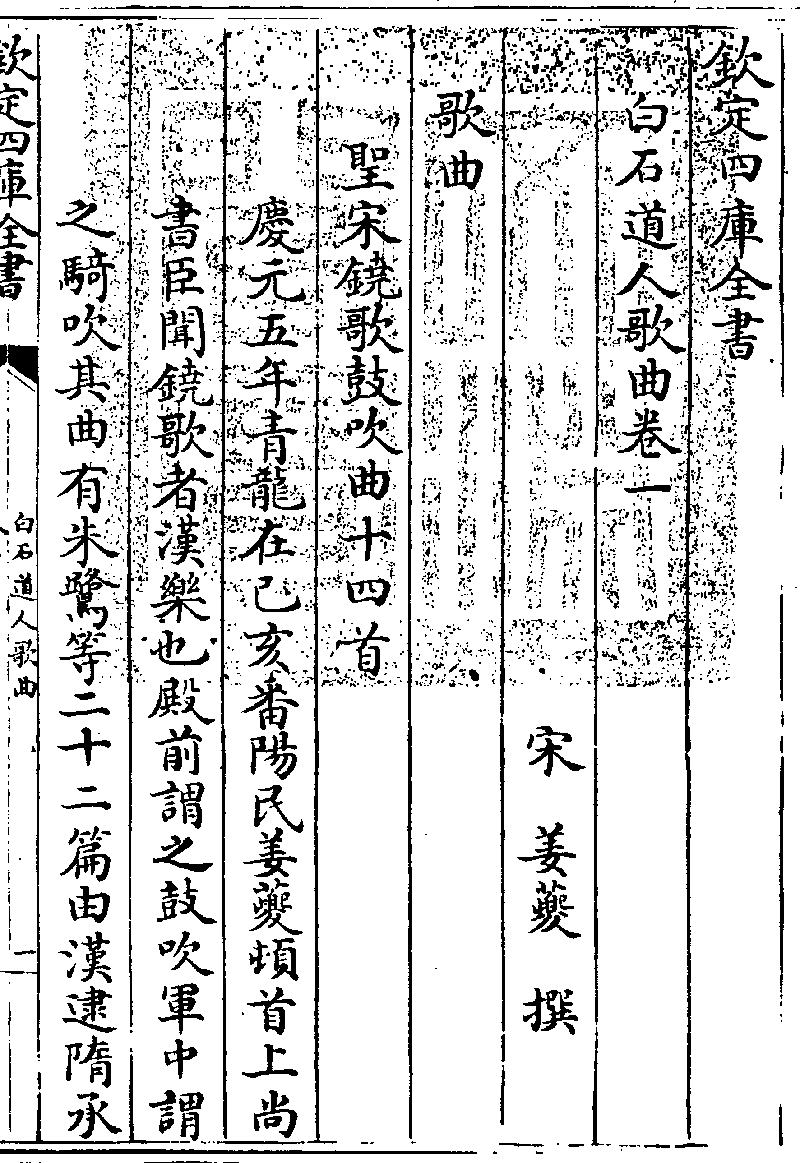 欽定四庫全書
白石道人歌曲卷一
宋 姜夔 撰
歌曲
聖宋鐃歌鼓吹曲十四首
慶元五年青龍在己亥番陽民姜夔頓首上尚
書臣聞鐃歌者漢樂也殿前謂之鼓吹軍中謂
之騎吹其曲有朱鷺等二十二篇由漢逮隋承
欽定四庫全書
白石道人歌曲
一